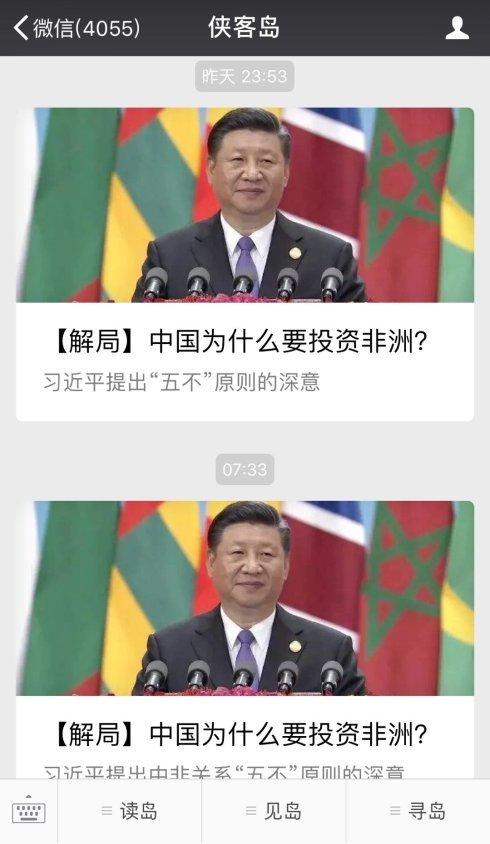 微信(4055)
侠客岛
昨天 23:53
【解局】中国为什么要投资非洲?
习近平提出“五不”原则的深意
07:33
【解局】中国为什么要投资非洲?
习近平提出中非关系“五不”原则的深意
读岛
见岛
寻岛